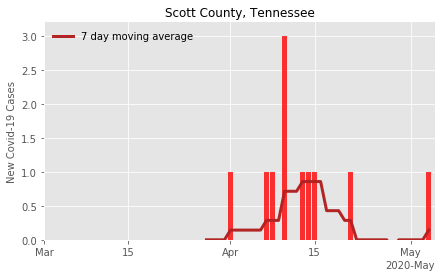 Scott County, Tennessee
7 day moving average
New Covid-19 Cases
3.0
2.5
2.0
1.5
1.0
0.5
0.0
Mar 15 Apr 15 May
2020-May